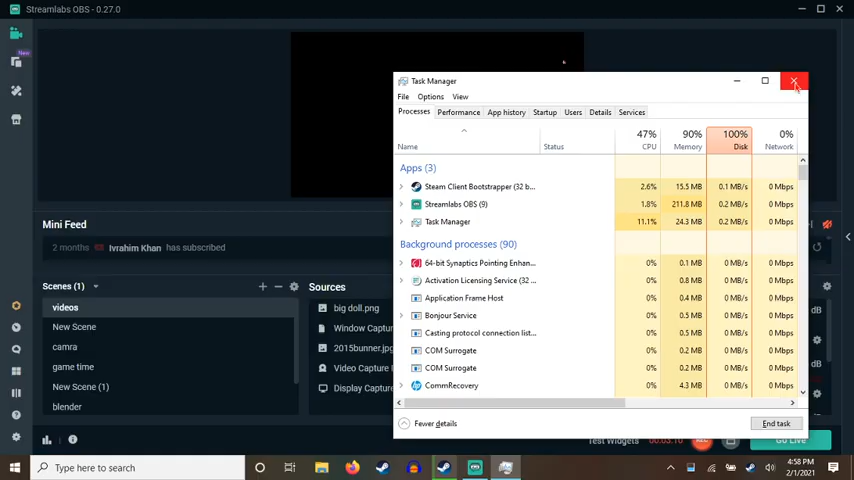 Streamlabs OBS - 0.27.0
New
Task Manager
File Options View
Processes Performance App history Startup Users Details Services
47% 90% 100% 0%
Name Status CPU Memory Disk Network
Apps (3)
Steam Client Bootstrapper (32 b... 2.6% 15.5 MB 0.1 MB/s 0 Mbps
Streamlabs OBS (9) 1.8% 211.8 MB 0.2 MB/s 0 Mbps
Task Manager 11.1% 24.3 MB 0.2 MB/s 0 Mbps
Background processes (90)
64-bit Synaptics Pointing Enhan... 0% 0.1 MB 0 MB/s 0 Mbps
Activation Licensing Service (32 ... 0% 0.8 MB 0 MB/s 0 Mbps
Application Frame Host 0% 0.4 MB 0 MB/s 0 Mbps
Bonjour Service 0% 0.5 MB 0 MB/s 0 Mbps
Casting protocol connection list... 0% 0.5 MB 0 MB/s 0 Mbps
COM Surrogate 0% 0.2 MB 0 MB/s 0 Mbps
COM Surrogate 0% 0.2 MB 0 MB/s 0 Mbps
CommRecovery 0% 4.3 MB 0 MB/s 0 Mbps
Fewer details End task
Mini Feed
2 months Ivrahim Khan has subscribed
Scenes (1)
videos
New Scene
camra
game time
New Scene (1)
blender
Sources
big doll.png
Window Captur
2015bunner.jpg
Video Capture
Display Captur
dB
dB
Test Widgets 00:03:10 REC Go Live
Type here to search
4:58 PM
2/1/2021